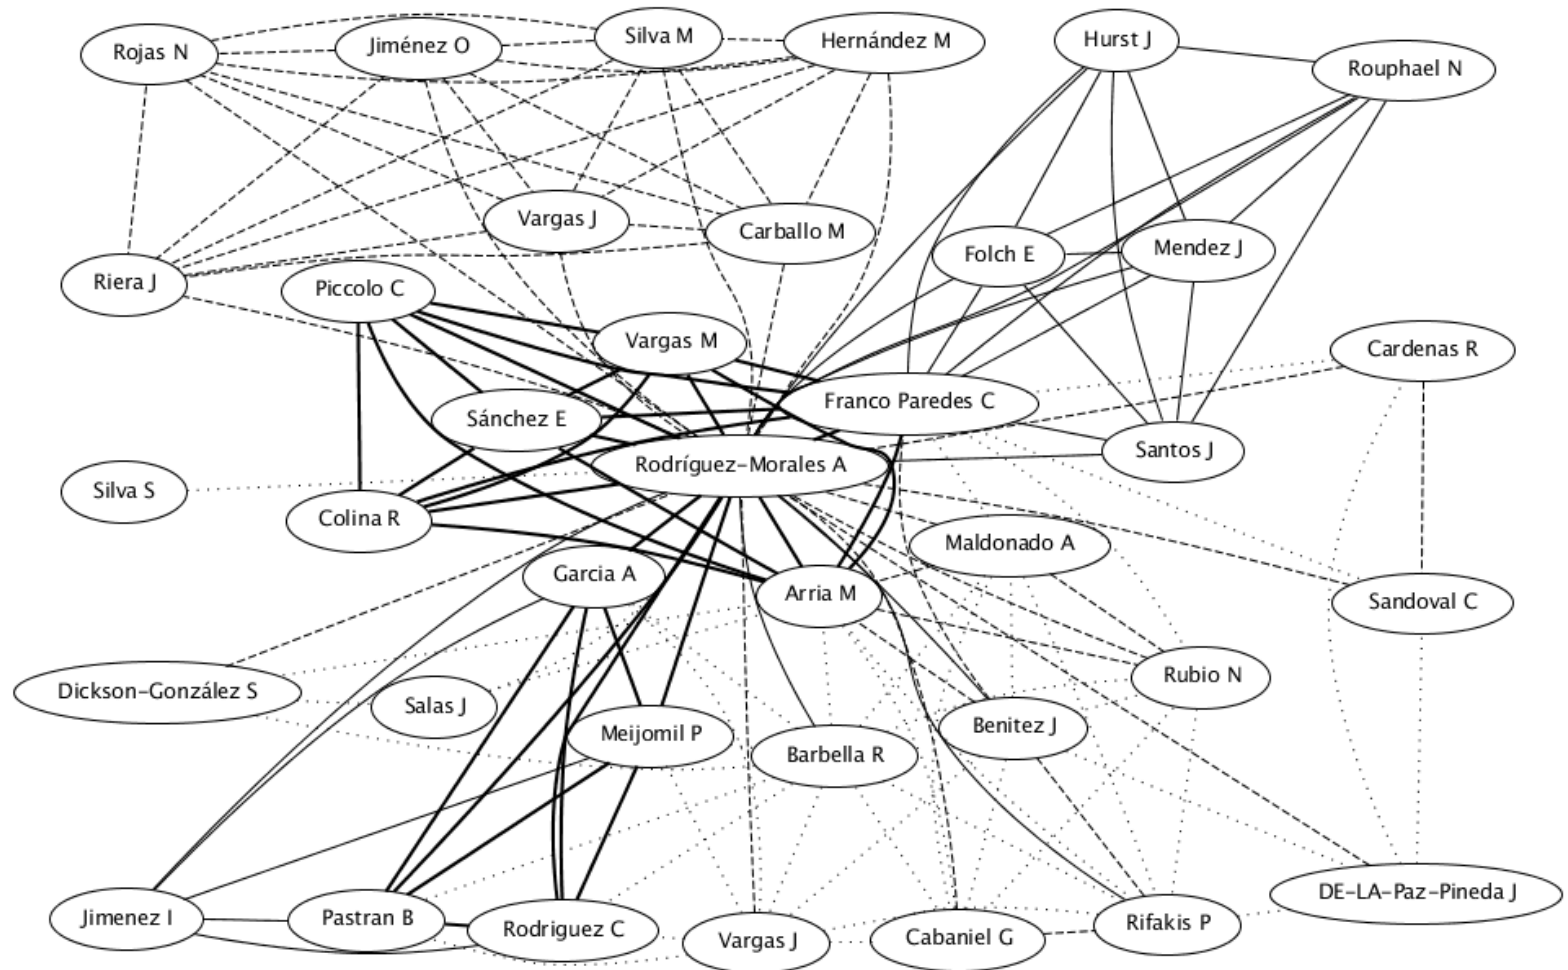 Rojas N
Jiménez O
Silva M
Hernández M
Hurst J
Rouphael N
Vargas J
Carballo M
Folch E
Mendez J
Riera J
Piccolo C
Vargas M
Cardenas R
Sánchez E
Franco Paredes C
Rodríguez-Morales A
Santos J
Silva S
Colina R
Maldonado A
Garcia A
Arria M
Sandoval C
Dickson-González S
Salas J
Rubio N
Meijomil P
Barbella R
Benitez J
DE-LA-Paz-Pineda J
Jimenez I
Pastran B
Rodriguez C
Vargas J
Cabaniel G
Rifakis P